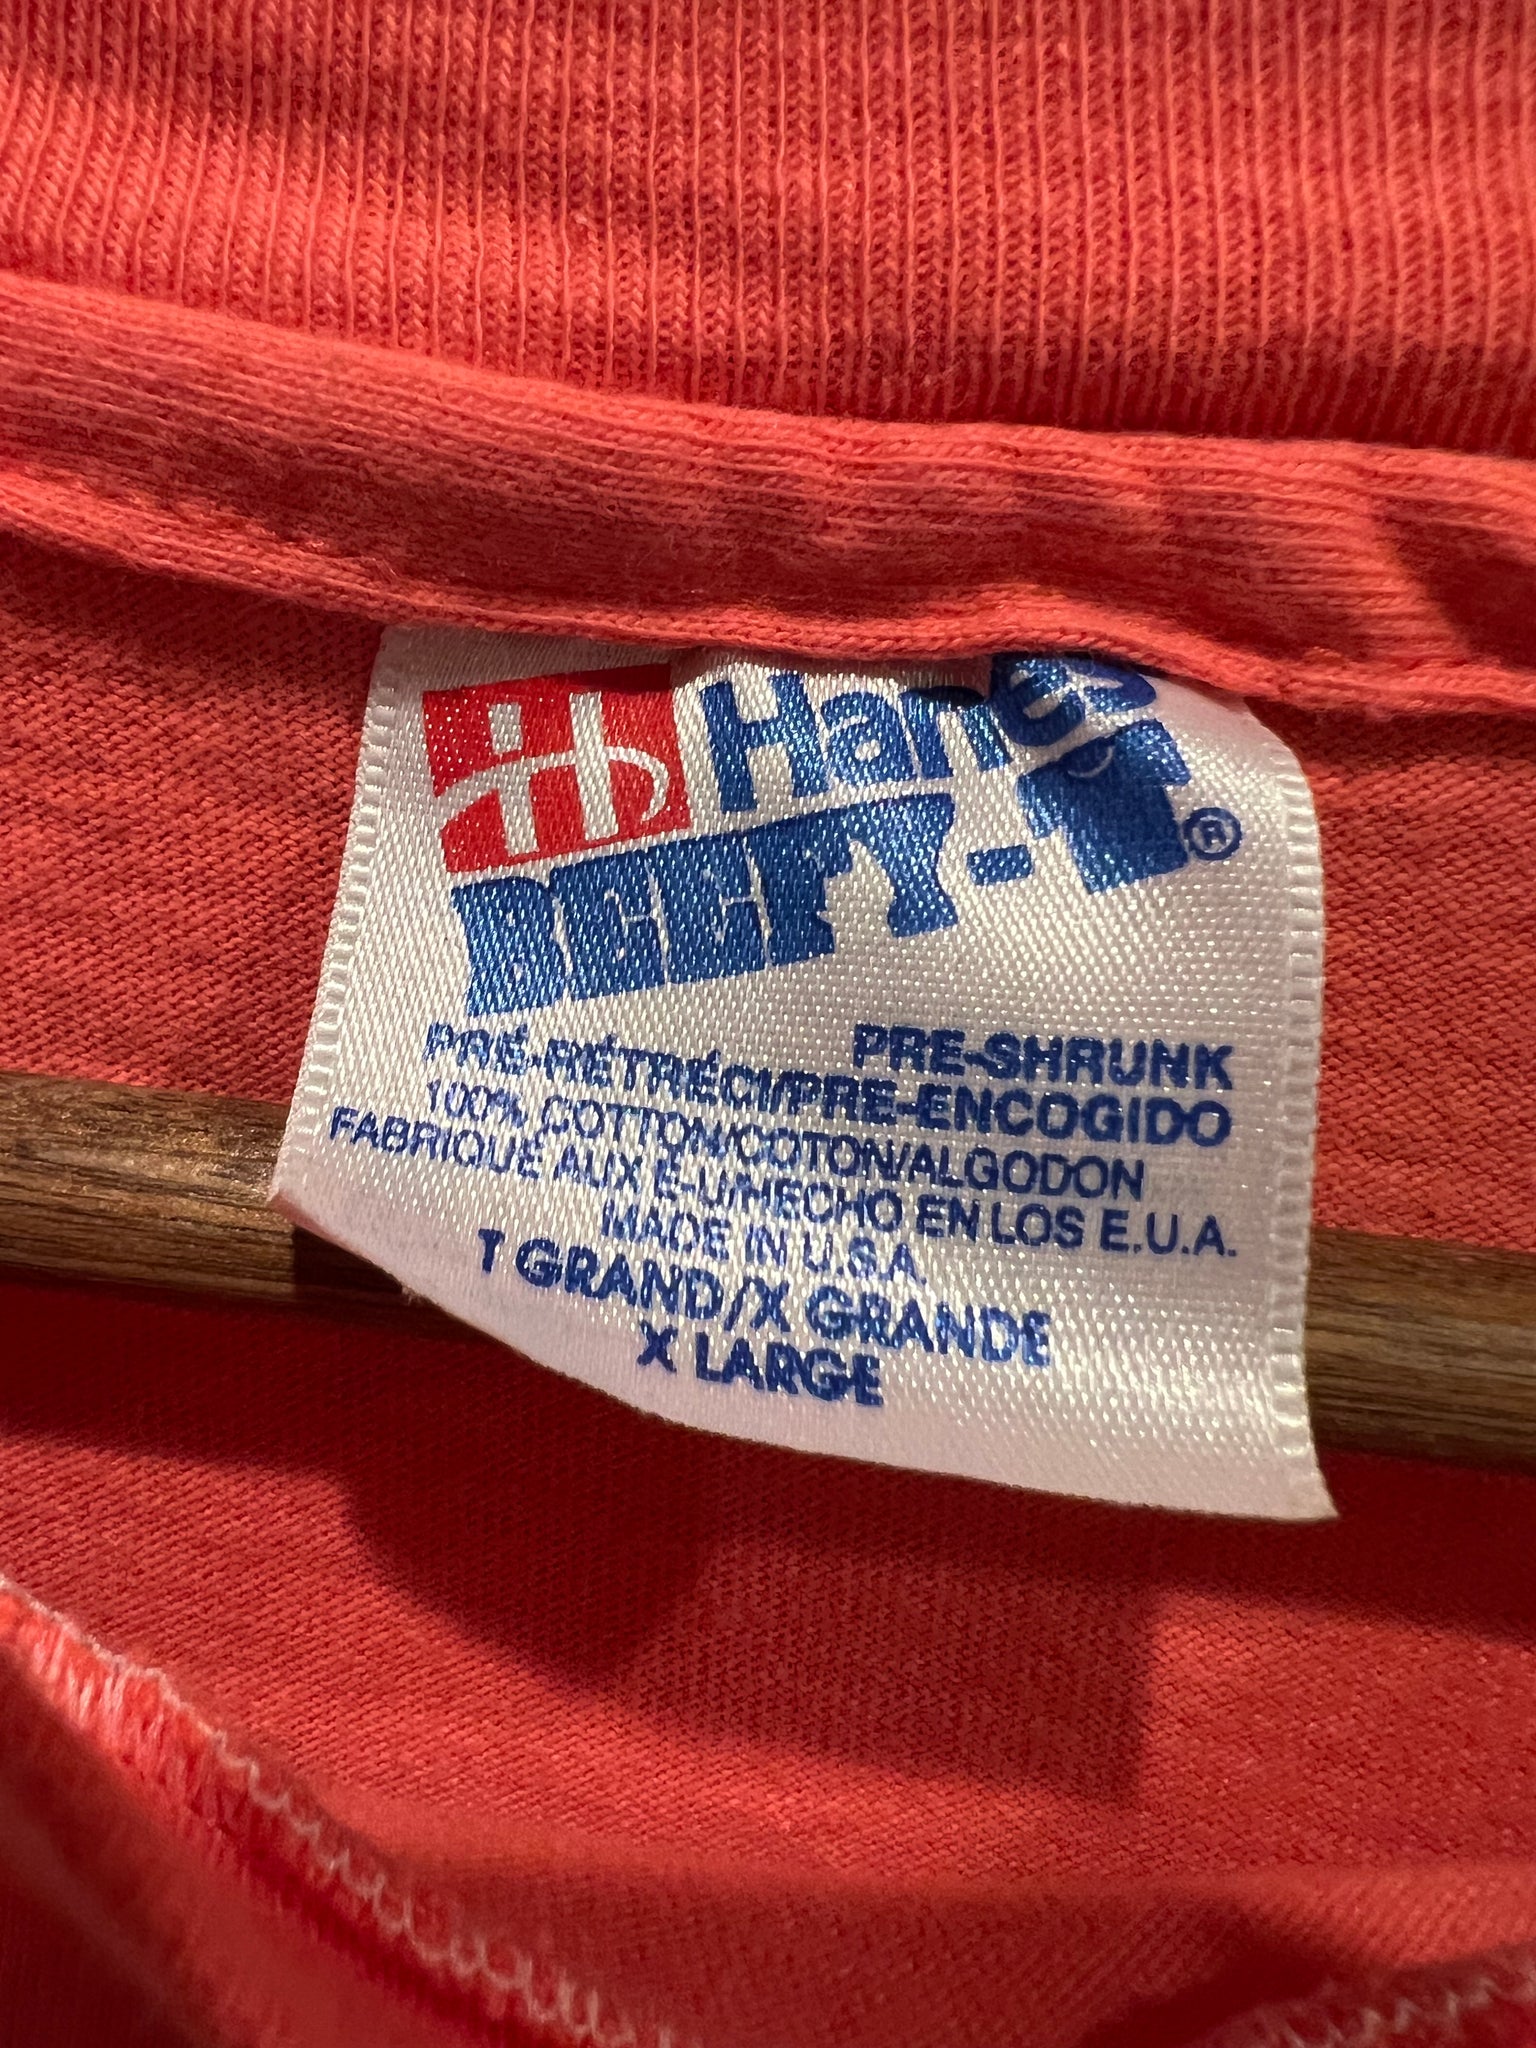 Hanes
BEEFY-T®
PRE-SHRUNK
PRÉ-RÉTRÉCI/PRE-ENCOGIDO
100% COTTON/COTON/ALGODON
FABRIQUÉ AUX É-U/HECHO EN LOS E.U.A.
MADE IN U.S.A.
T GRAND/X GRANDE
X LARGE